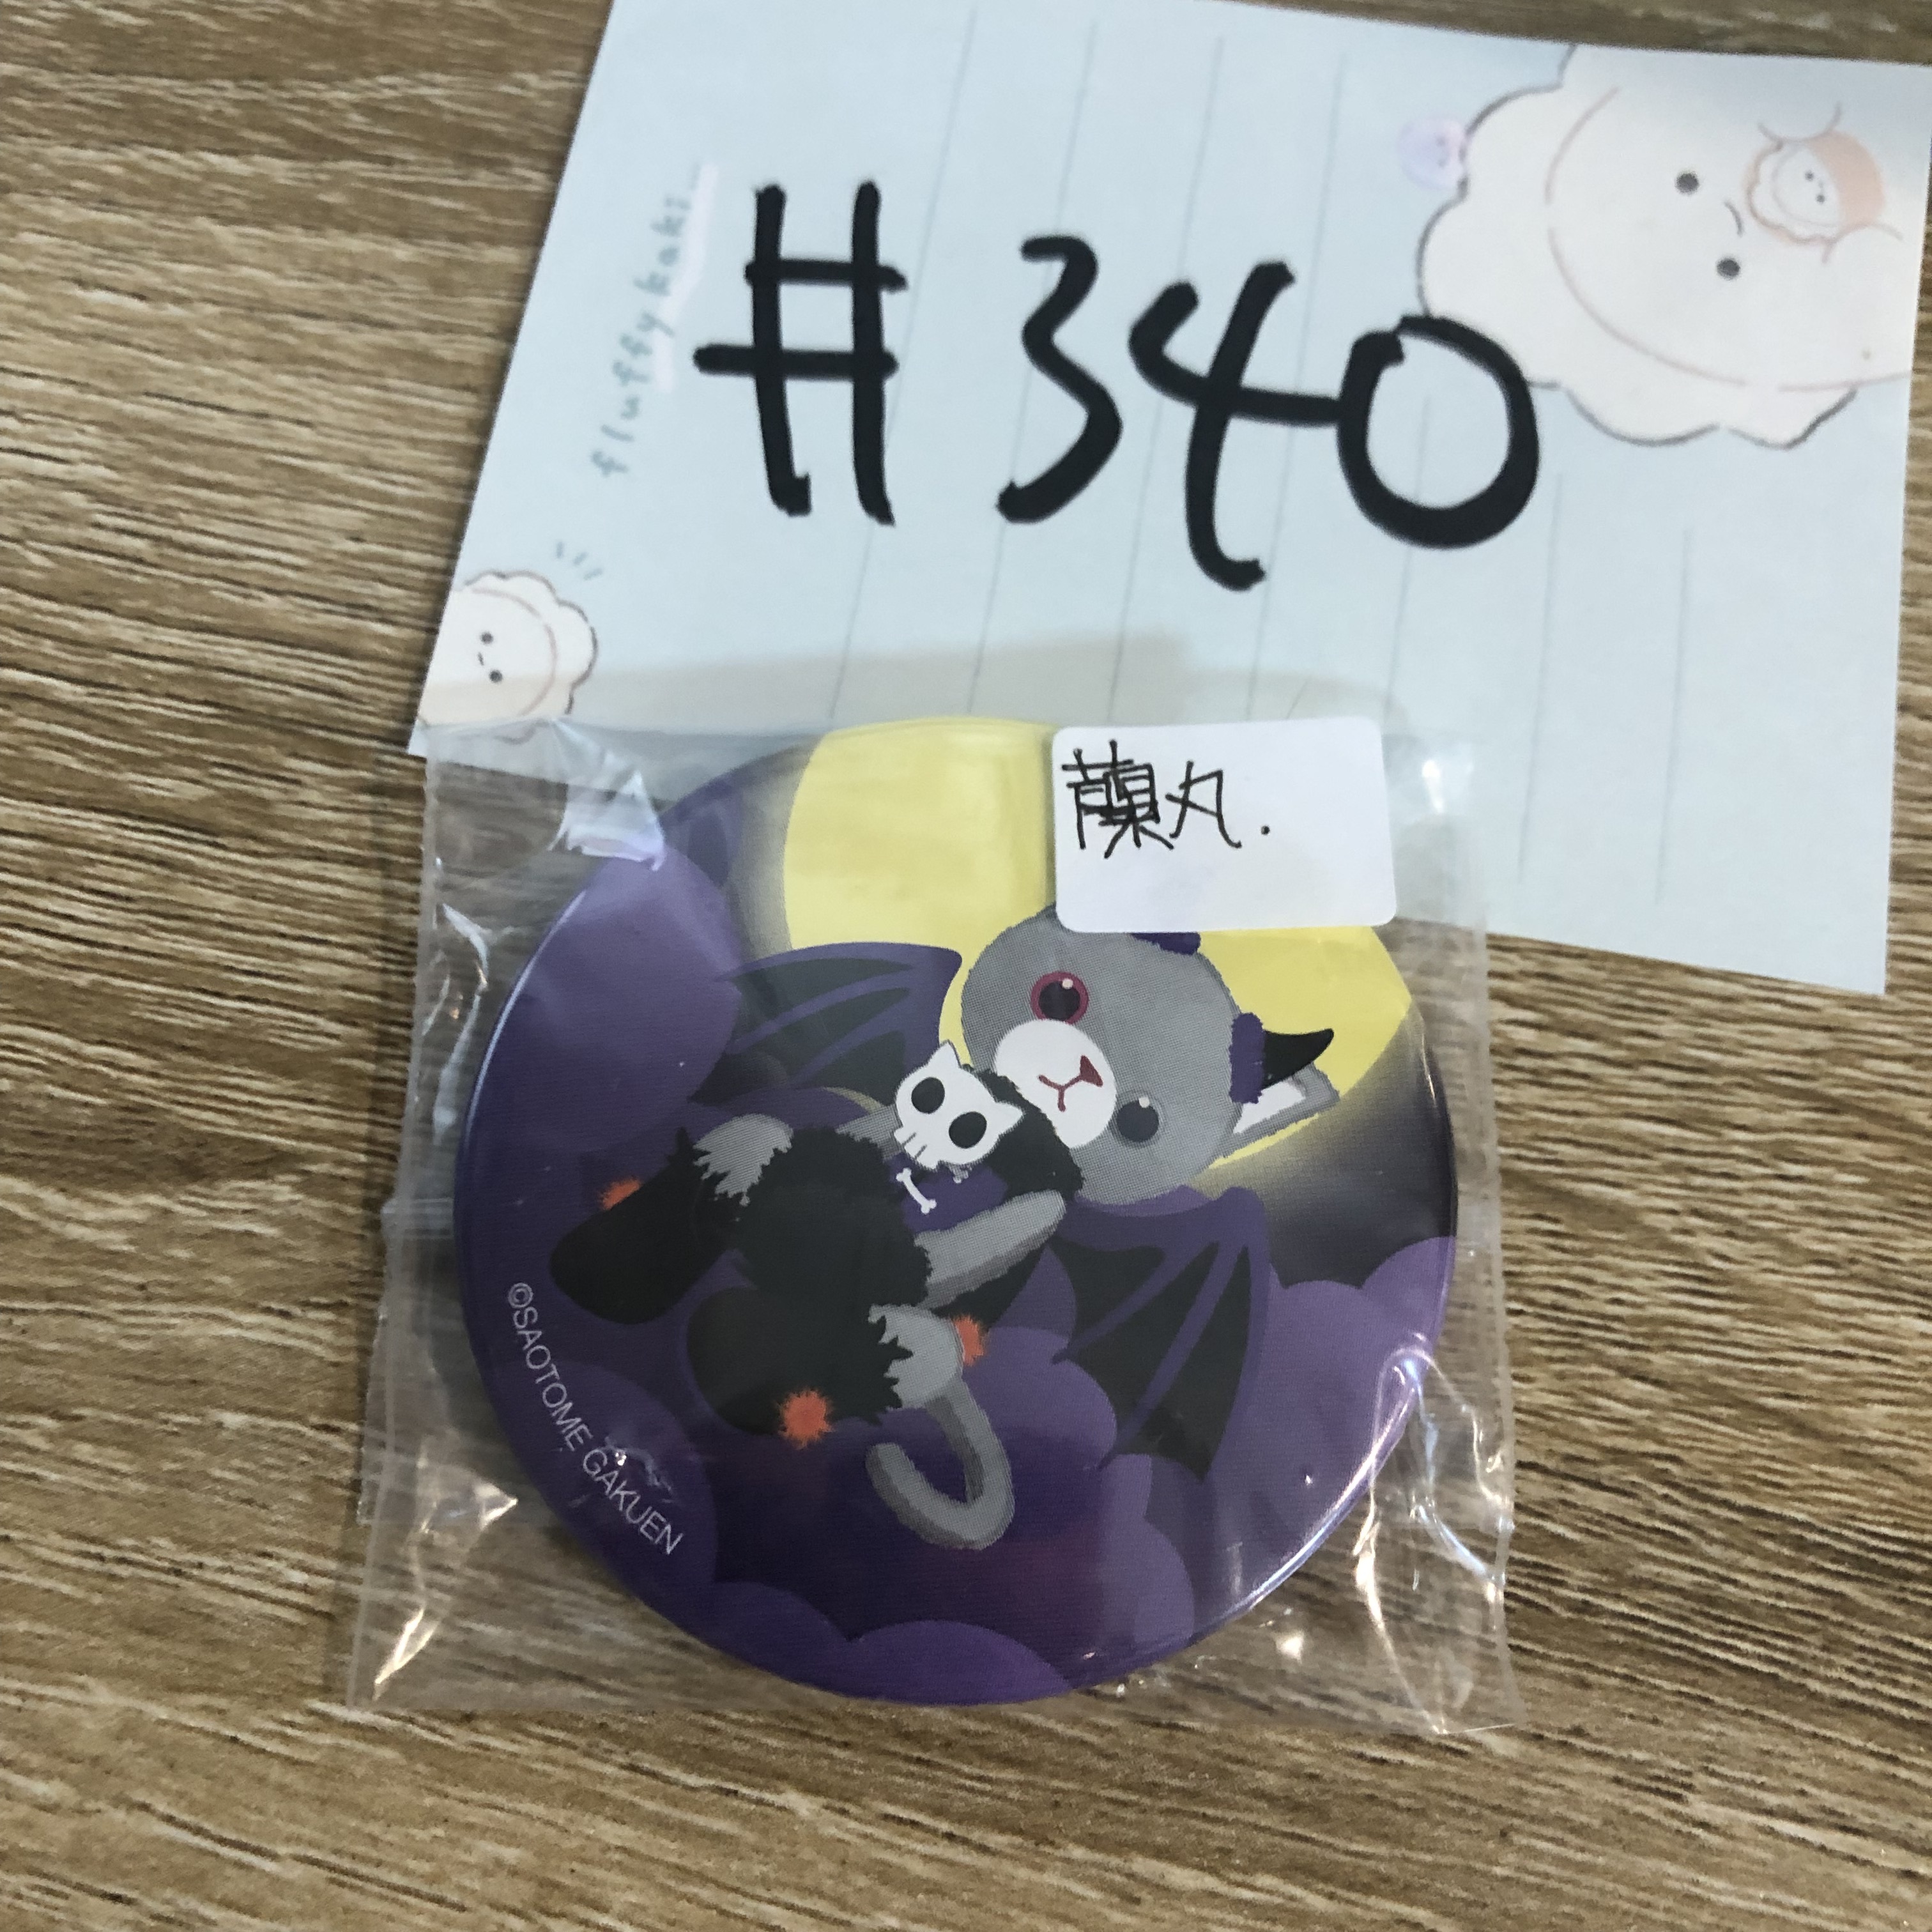 fluffy kaki...
#340
蘭丸.
©SAOTOME GAKUEN